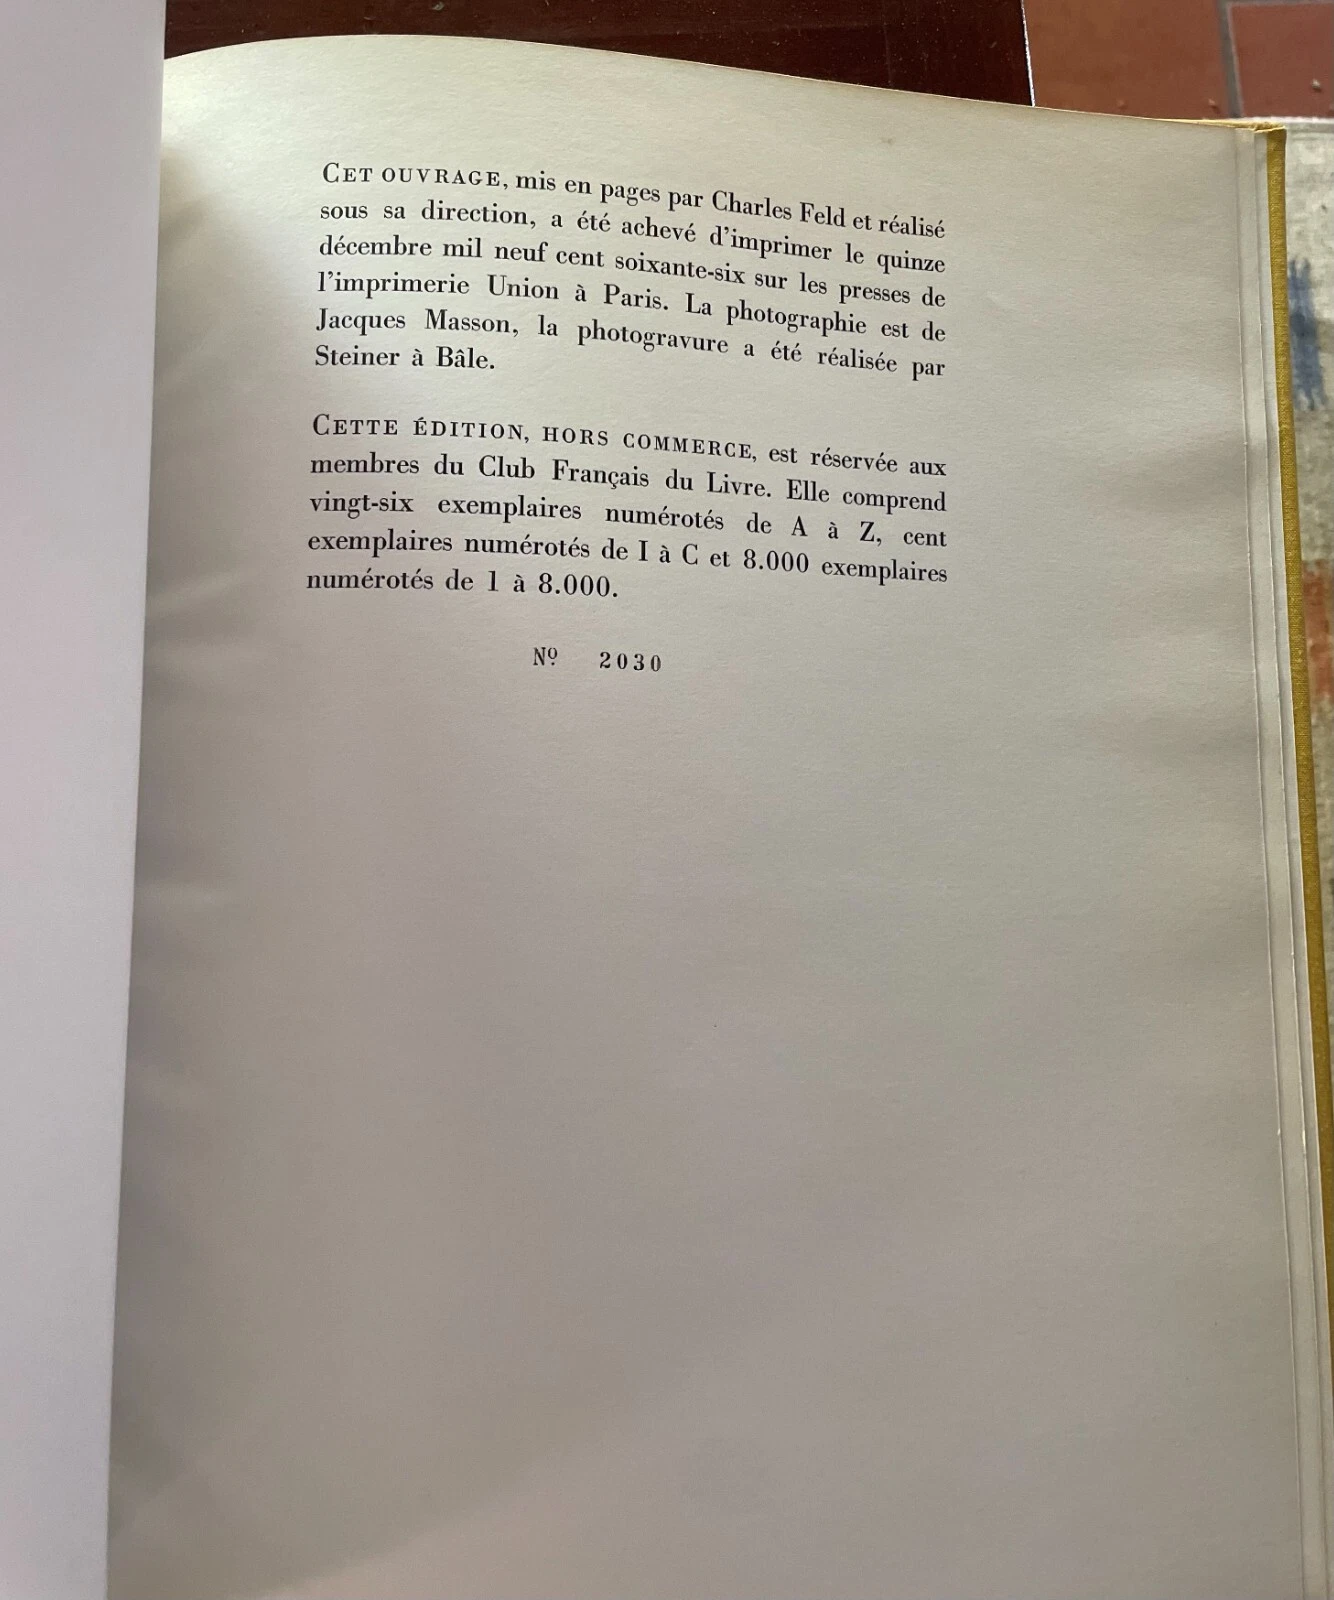 CET OUVRAGE, mis en pages par Charles Feld et réalisé
sous sa direction, a été achevé d'imprimer le quinze
décembre mil neuf cent soixante-six sur les presses de
l'imprimerie Union à Paris. La photographie est de
Jacques Masson, la photogravure a été réalisée par
Steiner à Bâle.
CETTE ÉDITION, HORS COMMERCE, est réservée aux
membres du Club Français du Livre. Elle comprend
vingt-six exemplaires numérotés de A à Z, cent
exemplaires numérotés de I à C et 8.000 exemplaires
numérotés de 1 à 8.000.
Nº 2030